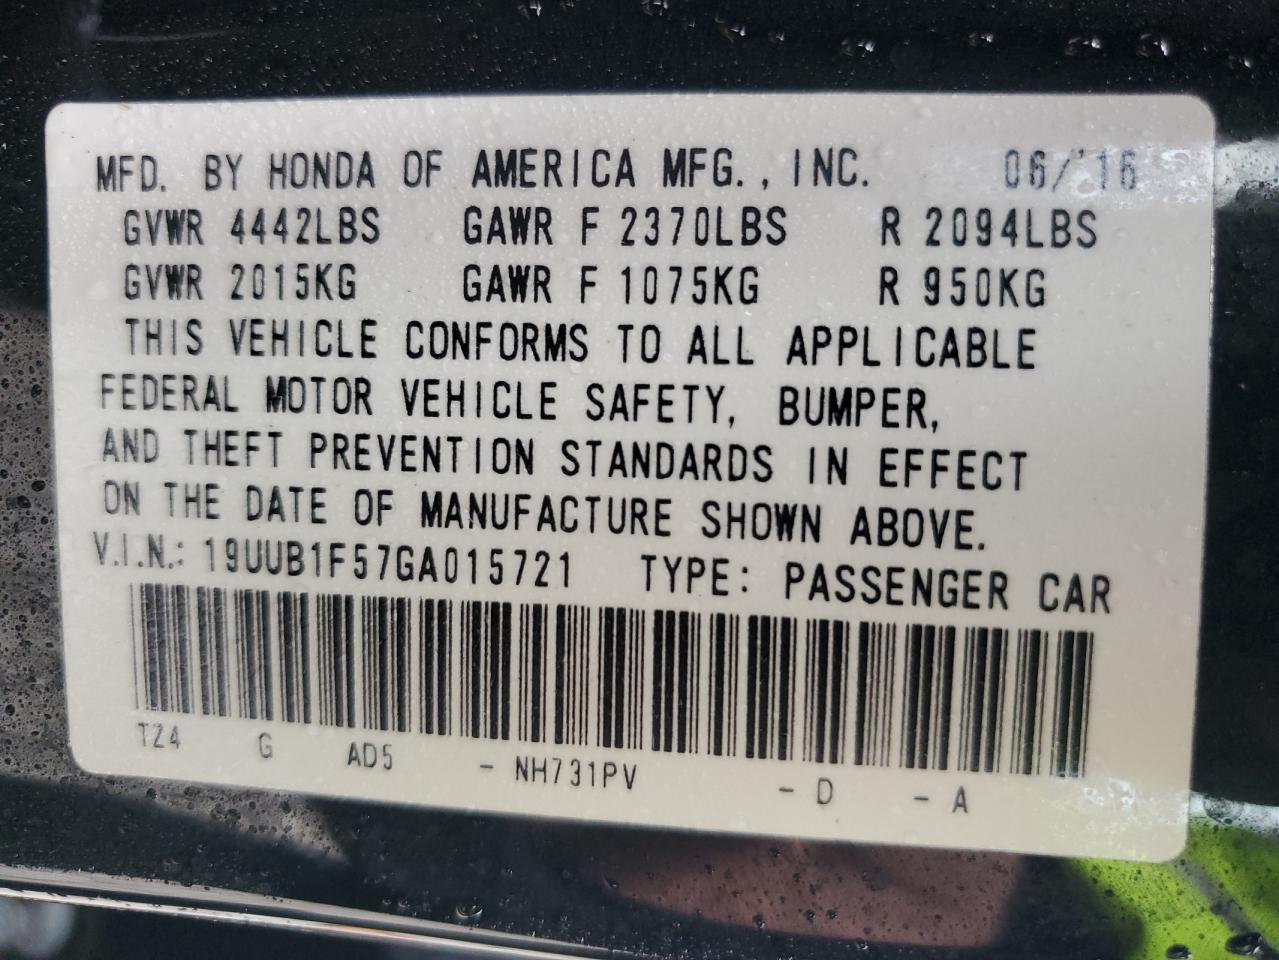 MFD. BY HONDA OF AMERICA MFG., INC. 06/'16
GVWR 4442LBS GAWR F 2370LBS R 2094LBS
GVWR 2015KG GAWR F 1075KG R 950KG
THIS VEHICLE CONFORMS TO ALL APPLICABLE
FEDERAL MOTOR VEHICLE SAFETY, BUMPER,
AND THEFT PREVENTION STANDARDS IN EFFECT
ON THE DATE OF MANUFACTURE SHOWN ABOVE.
V.I.N.: 19UUB1F57GA015721 TYPE: PASSENGER CAR
TZ4 G AD5 - NH731PV - D - A